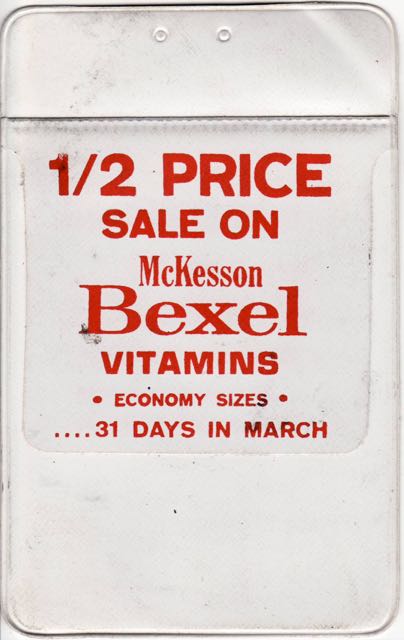 1/2 PRICE
SALE ON
McKesson
Bexel
VITAMINS
• ECONOMY SIZES •
....31 DAYS IN MARCH